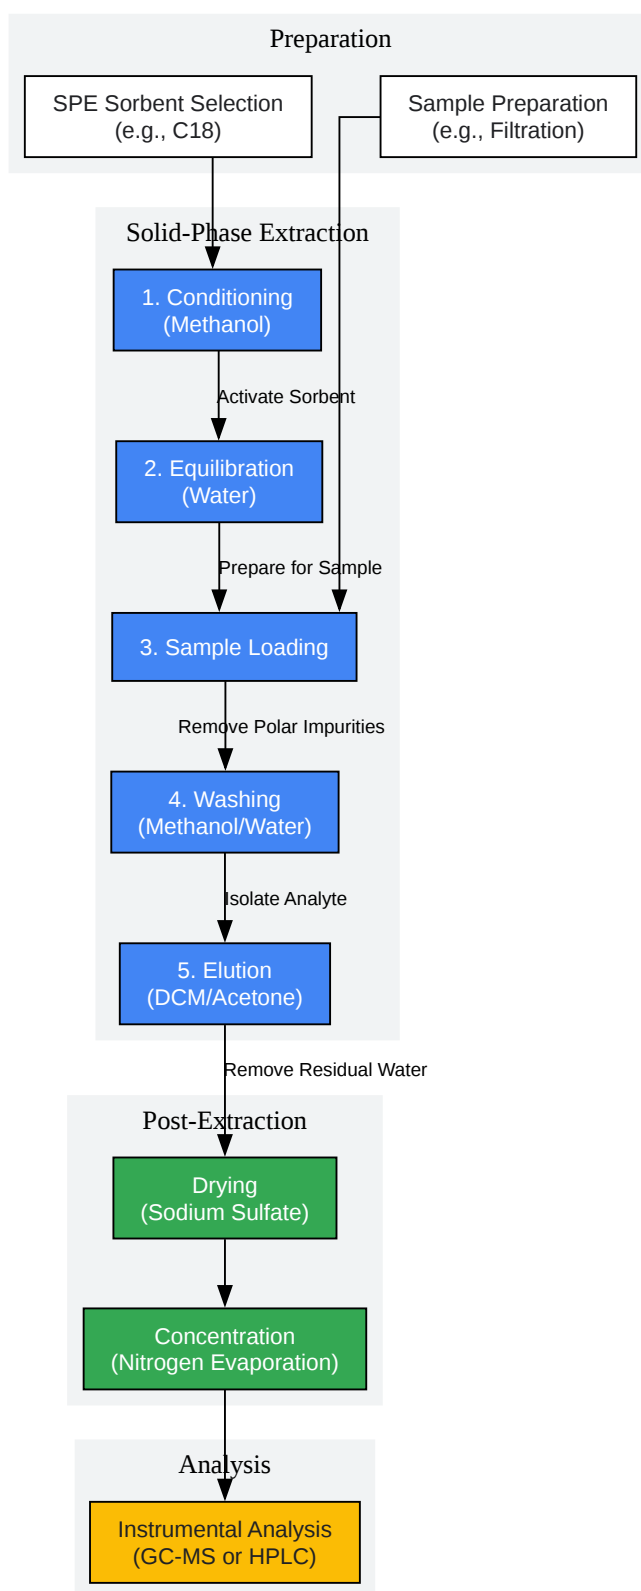 Preparation
SPE Sorbent Selection
(e.g., C18)
Sample Preparation
(e.g., Filtration)
Solid-Phase Extraction
1. Conditioning
(Methanol)
Activate Sorbent
2. Equilibration
(Water)
Prepare for Sample
3. Sample Loading
Remove Polar Impurities
4. Washing
(Methanol/Water)
Isolate Analyte
5. Elution
(DCM/Acetone)
Remove Residual Water
Post-Extraction
Drying
(Sodium Sulfate)
Concentration
(Nitrogen Evaporation)
Analysis
Instrumental Analysis
(GC-MS or HPLC)